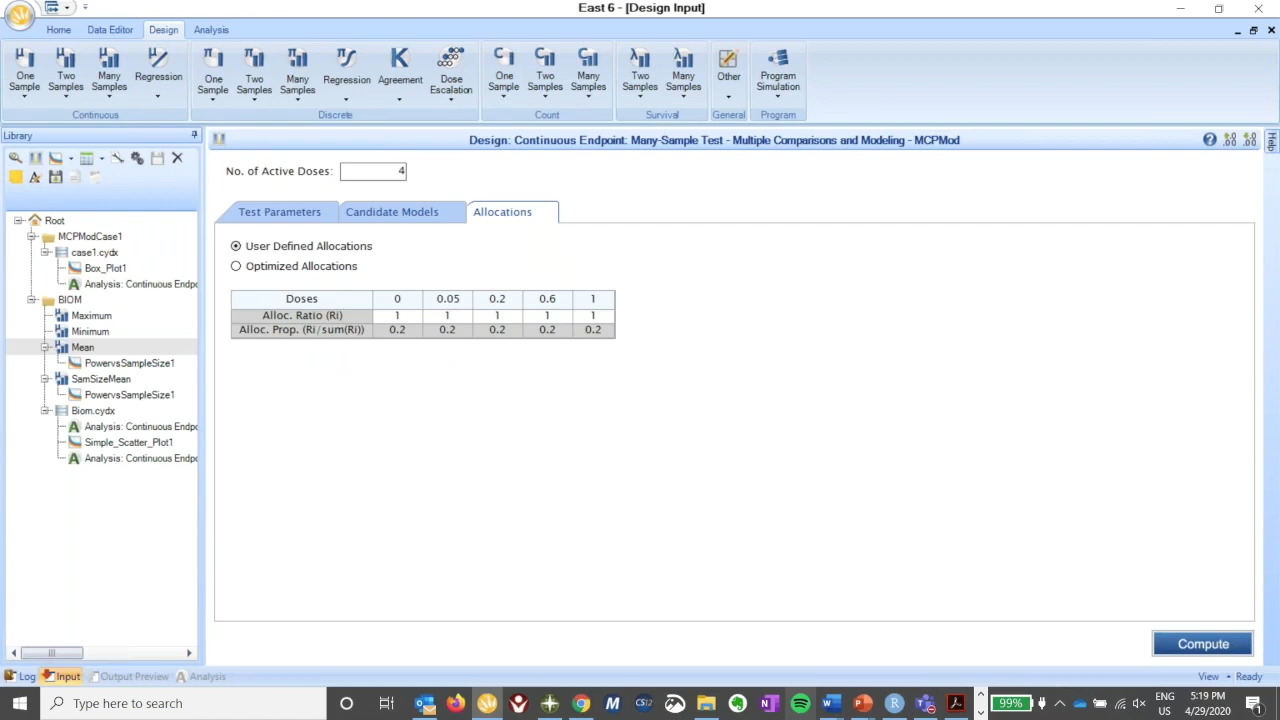 East 6 - [Design Input]
Home Data Editor Design Analysis
One Sample
Two Samples
Many Samples
Regression
One Sample
Two Samples
Many Samples
Regression
Agreement
Dose Escalation
One Sample
Two Samples
Many Samples
Two Samples
Many Samples
Other
Program Simulation
Continuous Discrete Count Survival General Program
Library
Design: Continuous Endpoint: Many-Sample Test - Multiple Comparisons and Modeling - MCPMod
Help
No. of Active Doses: 4
Test Parameters Candidate Models Allocations
Root
MCPModCase1
case1.cydx
Box_Plot1
Analysis: Continuous Endpo
BIOM
Maximum
Minimum
Mean
PowervsSampleSize1
SamSizeMean
PowervsSampleSize1
Biom.cydx
Analysis: Continuous Endpo
Simple_Scatter_Plot1
Analysis: Continuous Endpo
User Defined Allocations
Optimized Allocations
Doses 0 0.05 0.2 0.6 1
Alloc. Ratio (Ri) 1 1 1 1 1
Alloc. Prop. (Ri/sum(Ri)) 0.2 0.2 0.2 0.2 0.2
Compute
Log Input Output Preview Analysis
View Ready
Type here to search
99%
ENG
US
5:19 PM
4/29/2020